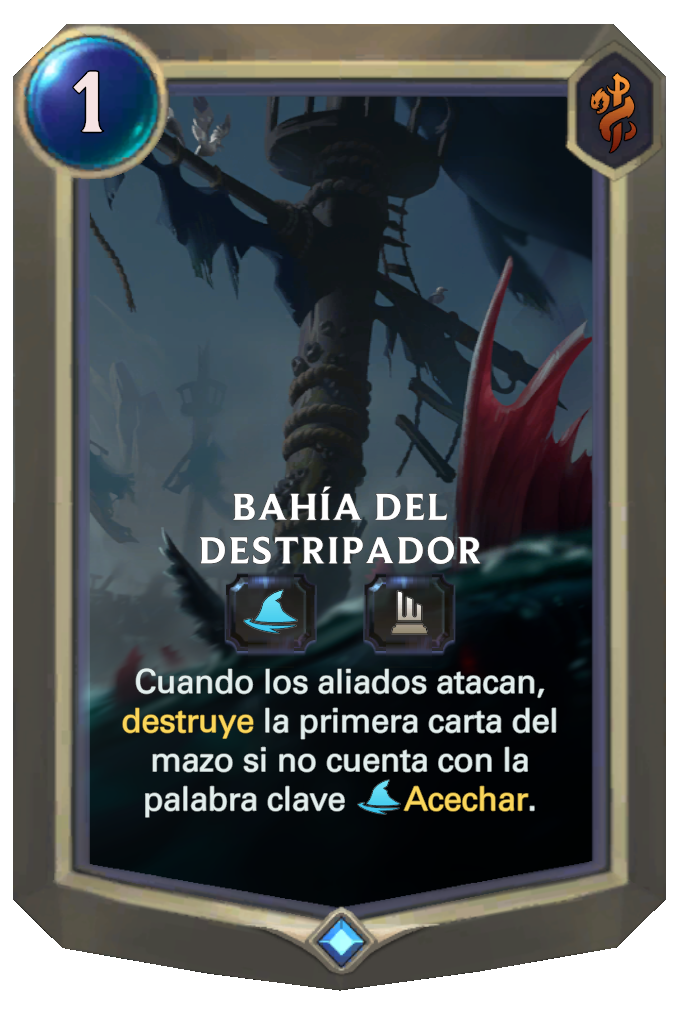 1
BAHÍA DEL
DESTRIPADOR
Cuando los aliados atacan,
destruye la primera carta del
mazo si no cuenta con la
palabra clave Acechar.